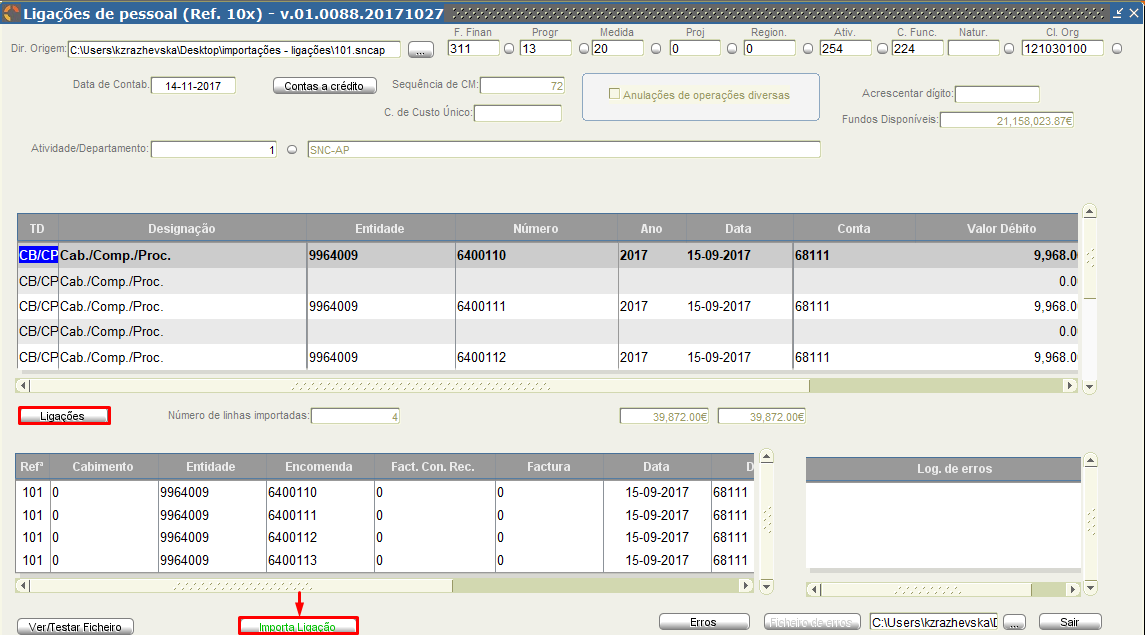 Ligações de pessoal (Ref. 10x) - v.01.0088.20171027
F. Finan Progr Medida Proj Region. Ativ. C. Func. Natur. Cl. Org
Dir. Origem: C:\Users\kzrazhevska\Desktop\importações - ligações\101.sncap ... 311 13 20 0 0 254 224 121030100
Data de Contab. 14-11-2017 Contas a crédito Sequência de CM: 72 Anulações de operações diversas Acrescentar dígito:
C. de Custo Único: Fundos Disponíveis: 21,158,023.87€
Atividade/Departamento: 1 SNC-AP
TD Designação Entidade Número Ano Data Conta Valor Débito
CB/CP Cab./Comp./Proc. 9964009 6400110 2017 15-09-2017 68111 9,968.0
CB/CP Cab./Comp./Proc. 0.0
CB/CP Cab./Comp./Proc. 9964009 6400111 2017 15-09-2017 68111 9,968.0
CB/CP Cab./Comp./Proc. 0.0
CB/CP Cab./Comp./Proc. 9964009 6400112 2017 15-09-2017 68111 9,968.0
Ligações Número de linhas importadas: 4 39,872.00€ 39,872.00€
Refª Cabimento Entidade Encomenda Fact. Con. Rec. Factura Data D
101 0 9964009 6400110 0 0 15-09-2017 68111
101 0 9964009 6400111 0 0 15-09-2017 68111
101 0 9964009 6400112 0 0 15-09-2017 68111
101 0 9964009 6400113 0 0 15-09-2017 68111
Log. de erros
Ver/Testar Ficheiro Importa Ligação Erros Ficheiro de erros C:\Users\kzrazhevska\D ... Sair